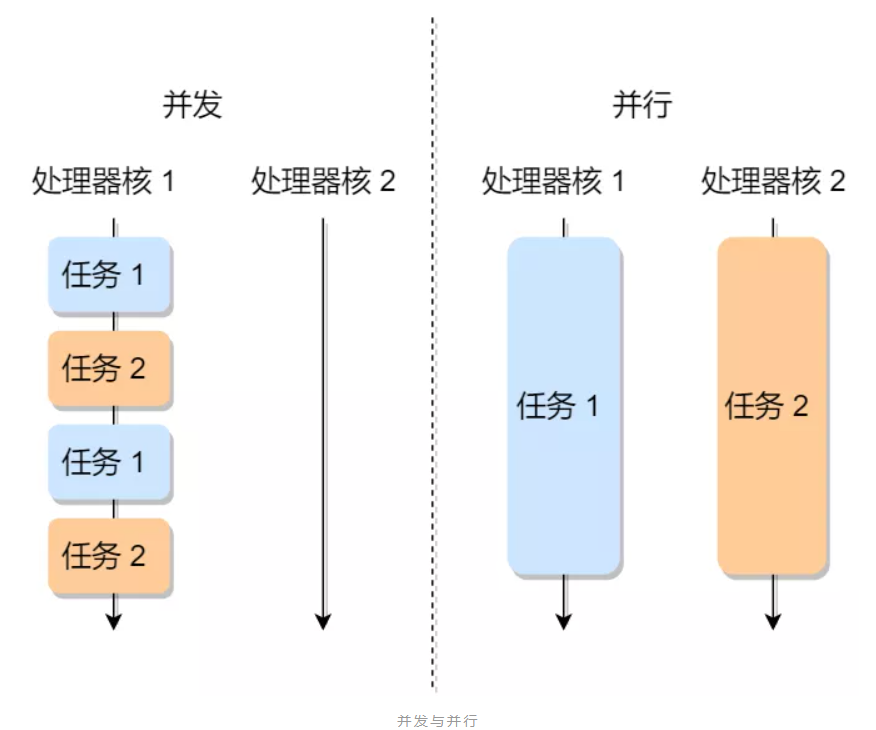 并发
并行
处理器核 1
处理器核 2
处理器核 1
处理器核 2
任务 1
任务 2
任务 1
任务 2
任务 1
任务 2
并发与并行